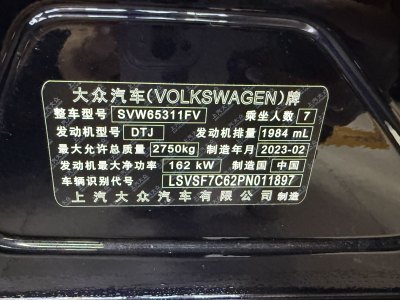 大众汽车(VOLKSWAGEN)牌
整车型号 SVW65311FV 乘坐人数 7
发动机型号 DTJ 发动机排量 1984 mL
最大允许总质量 2750kg 制造年月 2023-02
发动机最大净功率 162 kW 制造国 中国
车辆识别代号 LSVSF7C62PN011897
上汽大众汽车有限公司 制造